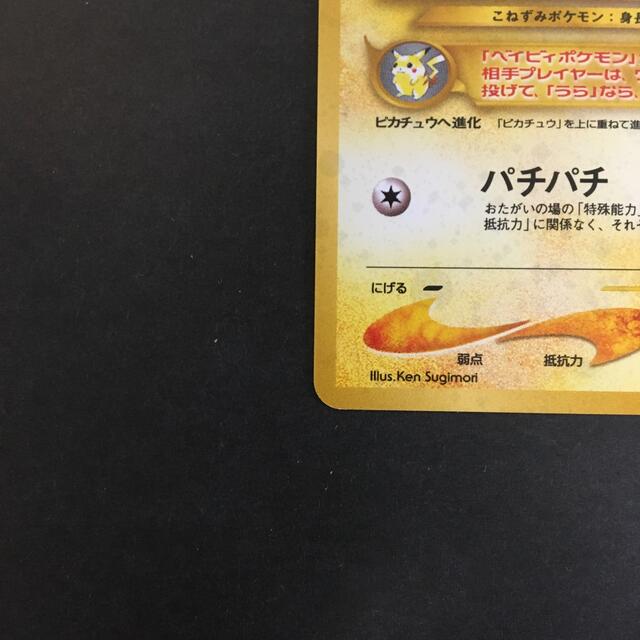 こねずみポケモン：身長
「ベイビィポケモン」
相手プレイヤーは、
投げて、「うら」なら、
ピカチュウへ進化 「ピカチュウ」を上に重ねて進
パチパチ
おたがいの場の「特殊能力」
抵抗力」に関係なく、それぞ
にげる
弱点 抵抗力
Illus.Ken Sugimori